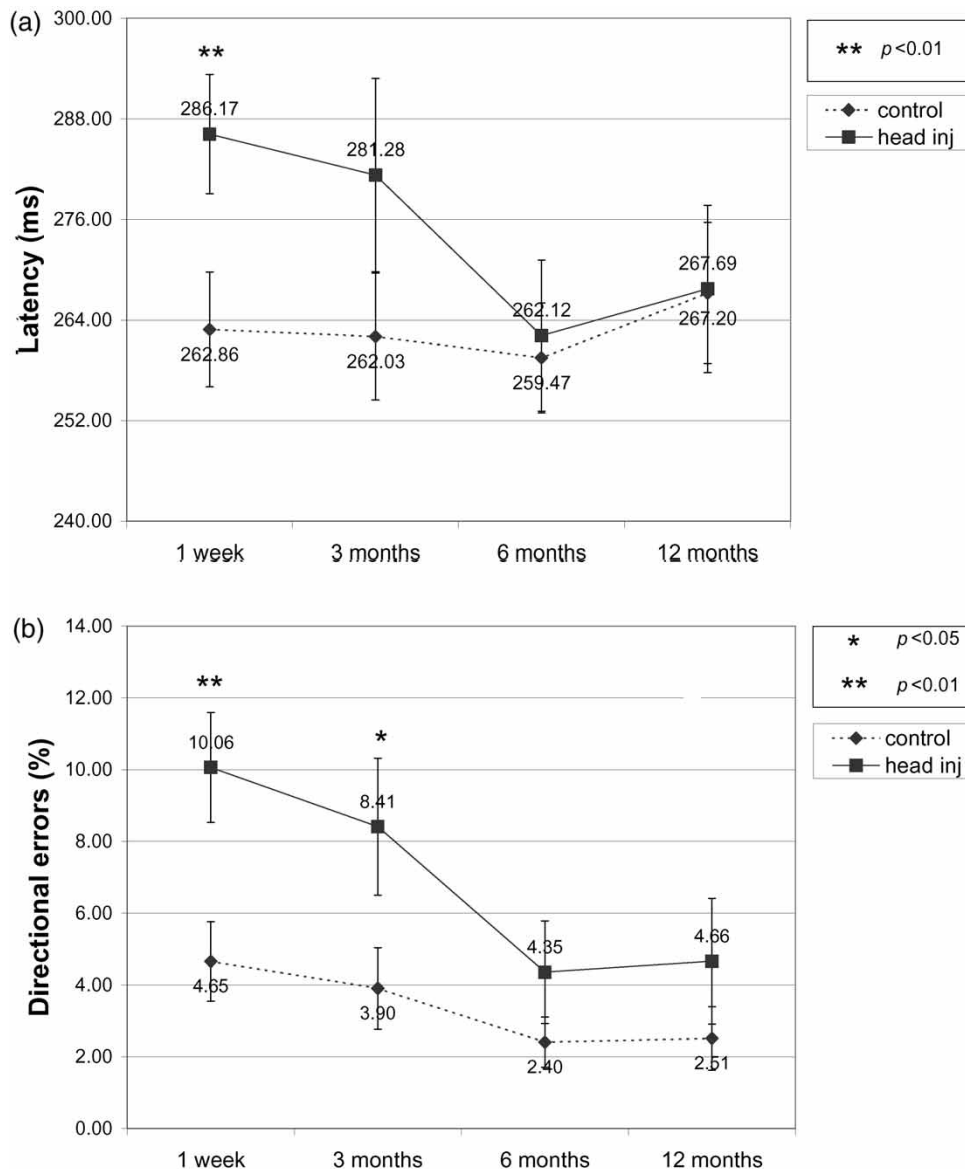 (a)
300.00
288.00
276.00
264.00
252.00
240.00
Latency (ms)
**
286.17
281.28
262.12
267.69
262.86
262.03
259.47
267.20
1 week 3 months 6 months 12 months
** p<0.01
control
head inj
(b)
14.00
12.00
10.00
8.00
6.00
4.00
2.00
0.00
Directional errors (%)
**
*
10.06
8.41
4.35
4.66
4.65
3.90
2.40
2.51
1 week 3 months 6 months 12 months
* p<0.05
** p<0.01
control
head inj